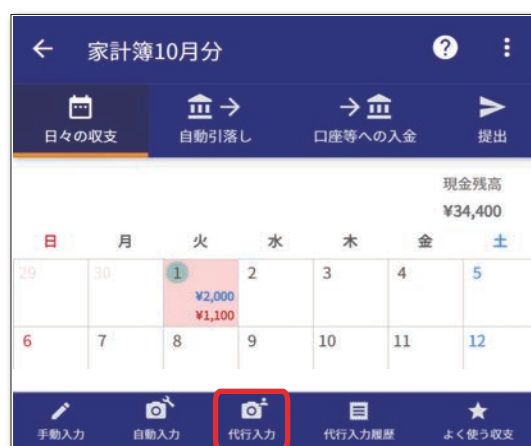 家計簿10月分
日々の収支 自動引落し 口座等への入金 提出
現金残高
¥34,400
日 月 火 水 木 金 土
29 30 1 2 3 4 5
¥2,000
¥1,100
6 7 8 9 10 11 12
手動入力 自動入力 代行入力 代行入力履歴 よく使う収支